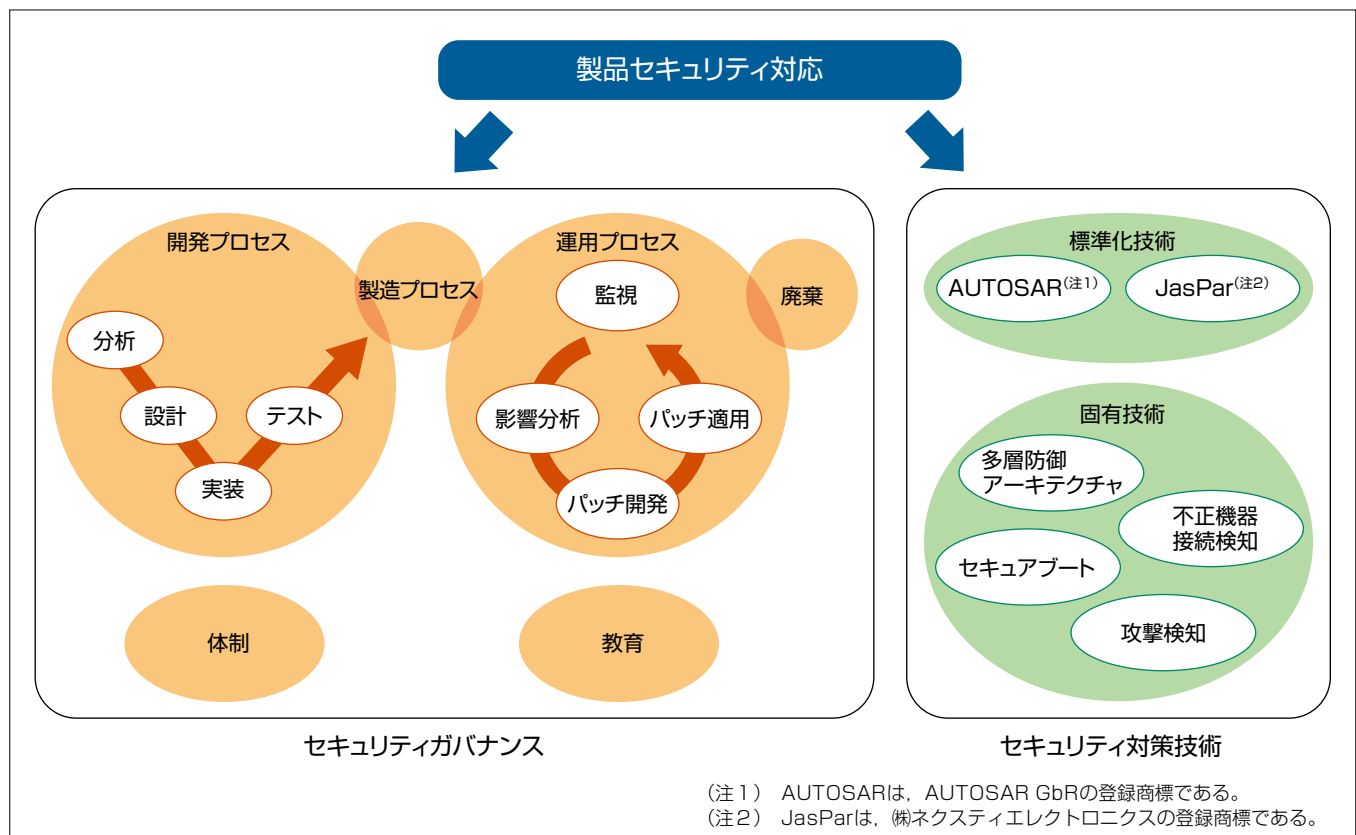 製品セキュリティ対応
開発プロセス
製造プロセス
運用プロセス
廃棄
分析
設計
実装
テスト
監視
影響分析
パッチ開発
パッチ適用
体制
教育
セキュリティガバナンス
標準化技術
AUTOSAR(注1)
JasPar(注2)
固有技術
多層防御
アーキテクチャ
不正機器
接続検知
セキュアブート
攻撃検知
セキュリティ対策技術
(注1) AUTOSARは,AUTOSAR GbRの登録商標である。
(注2) JasParは,㈱ネクスティエレクトロニクスの登録商標である。